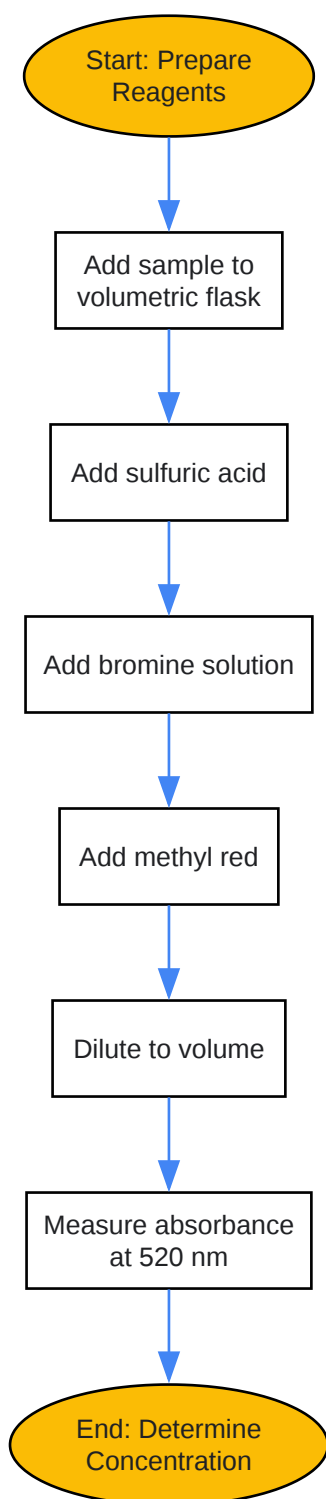 Start: Prepare
Reagents
Add sample to
volumetric flask
Add sulfuric acid
Add bromine solution
Add methyl red
Dilute to volume
Measure absorbance
at 520 nm
End: Determine
Concentration